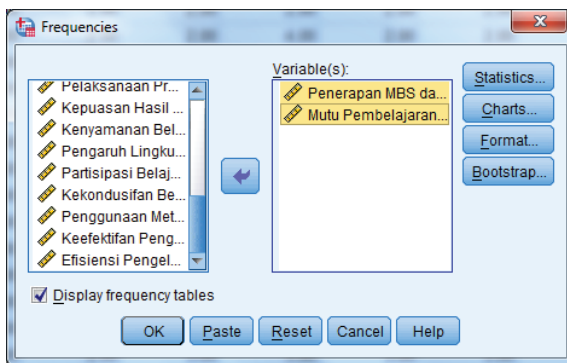 Frequencies
Pelaksanaan Pr...
Kepuasan Hasil ...
Kenyamanan Bel...
Pengaruh Lingku...
Partisipasi Belaj...
Kekondusifan Be...
Penggunaan Met...
Keefektifan Peng...
Efisiensi Pengel...
Variable(s):
Penerapan MBS da...
Mutu Pembelajaran...
Statistics...
Charts...
Format...
Bootstrap...
Display frequency tables
OK Paste Reset Cancel Help